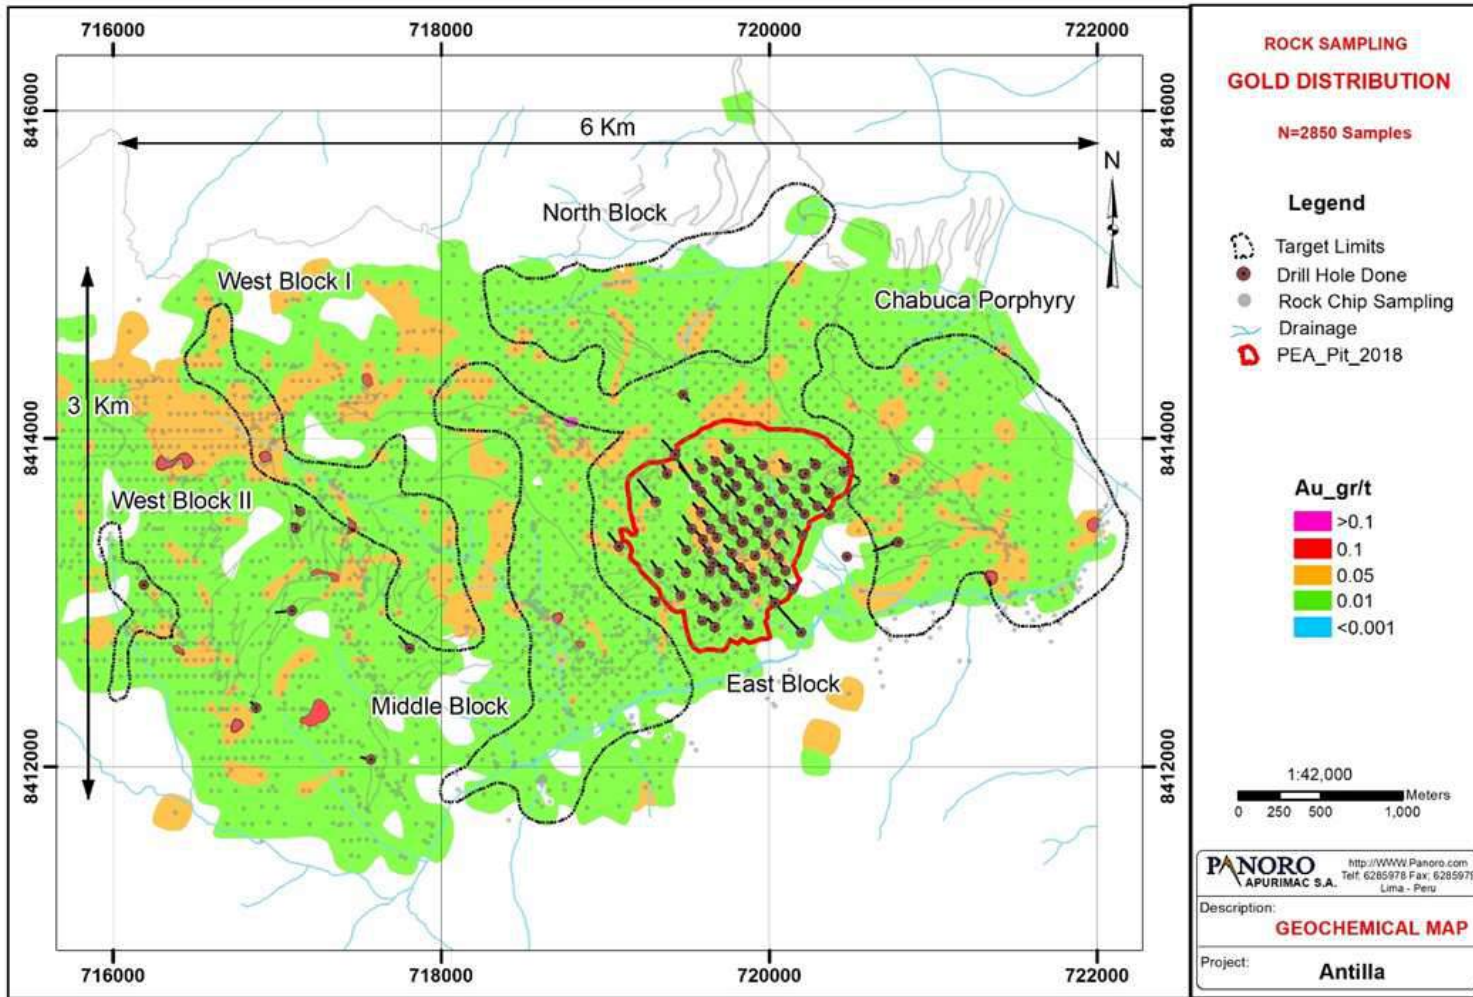 716000
718000
720000
722000
8416000
8416000
6 Km
N
North Block
West Block I
Chabuca Porphyry
3 Km
8414000
8414000
West Block II
East Block
Middle Block
8412000
8412000
716000
718000
720000
722000
ROCK SAMPLING
GOLD DISTRIBUTION
N=2850 Samples
Legend
Target Limits
Drill Hole Done
Rock Chip Sampling
Drainage
PEA_Pit_2018
Au_gr/t
>0.1
0.1
0.05
0.01
<0.001
1:42,000
Meters
0 250 500 1,000
PANORO
APURIMAC S.A.
http://WWW.Panoro.com
Telf: 6285978 Fax: 6285979
Lima - Peru
Description:
GEOCHEMICAL MAP
Project:
Antilla